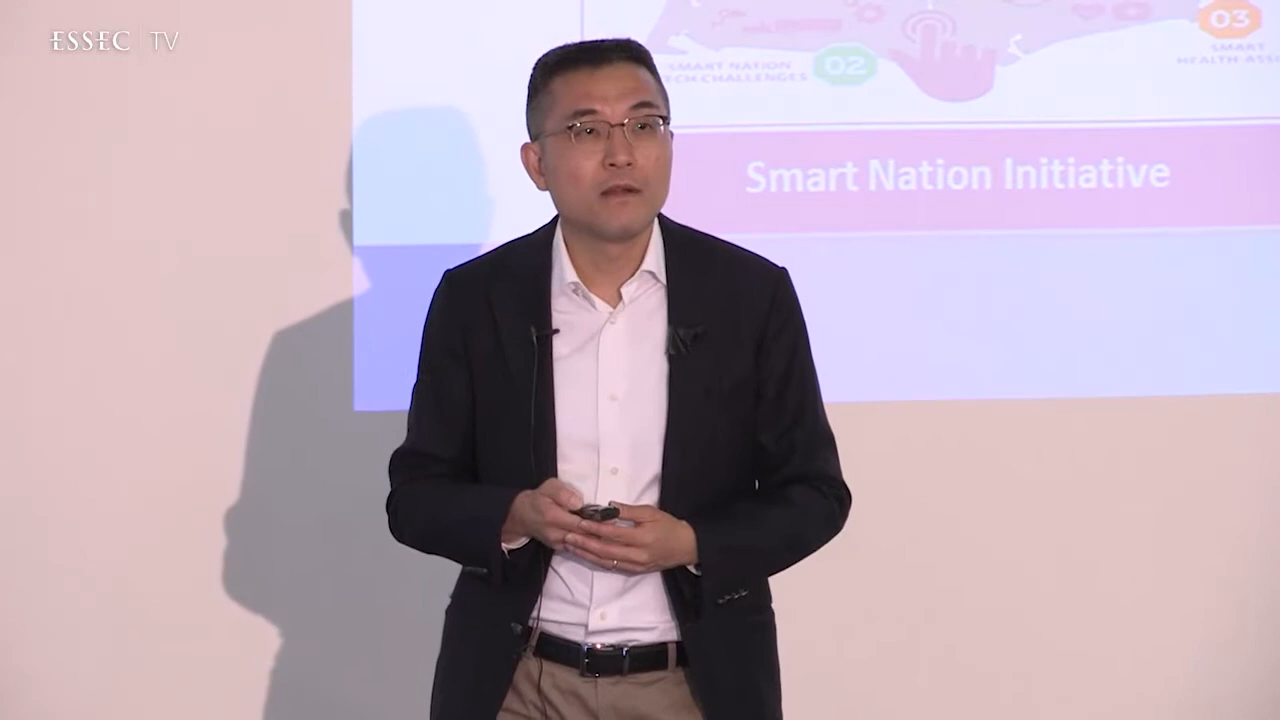 ESSEC TV
03
SMART
SMART NATION
02
Smart Nation Initiative